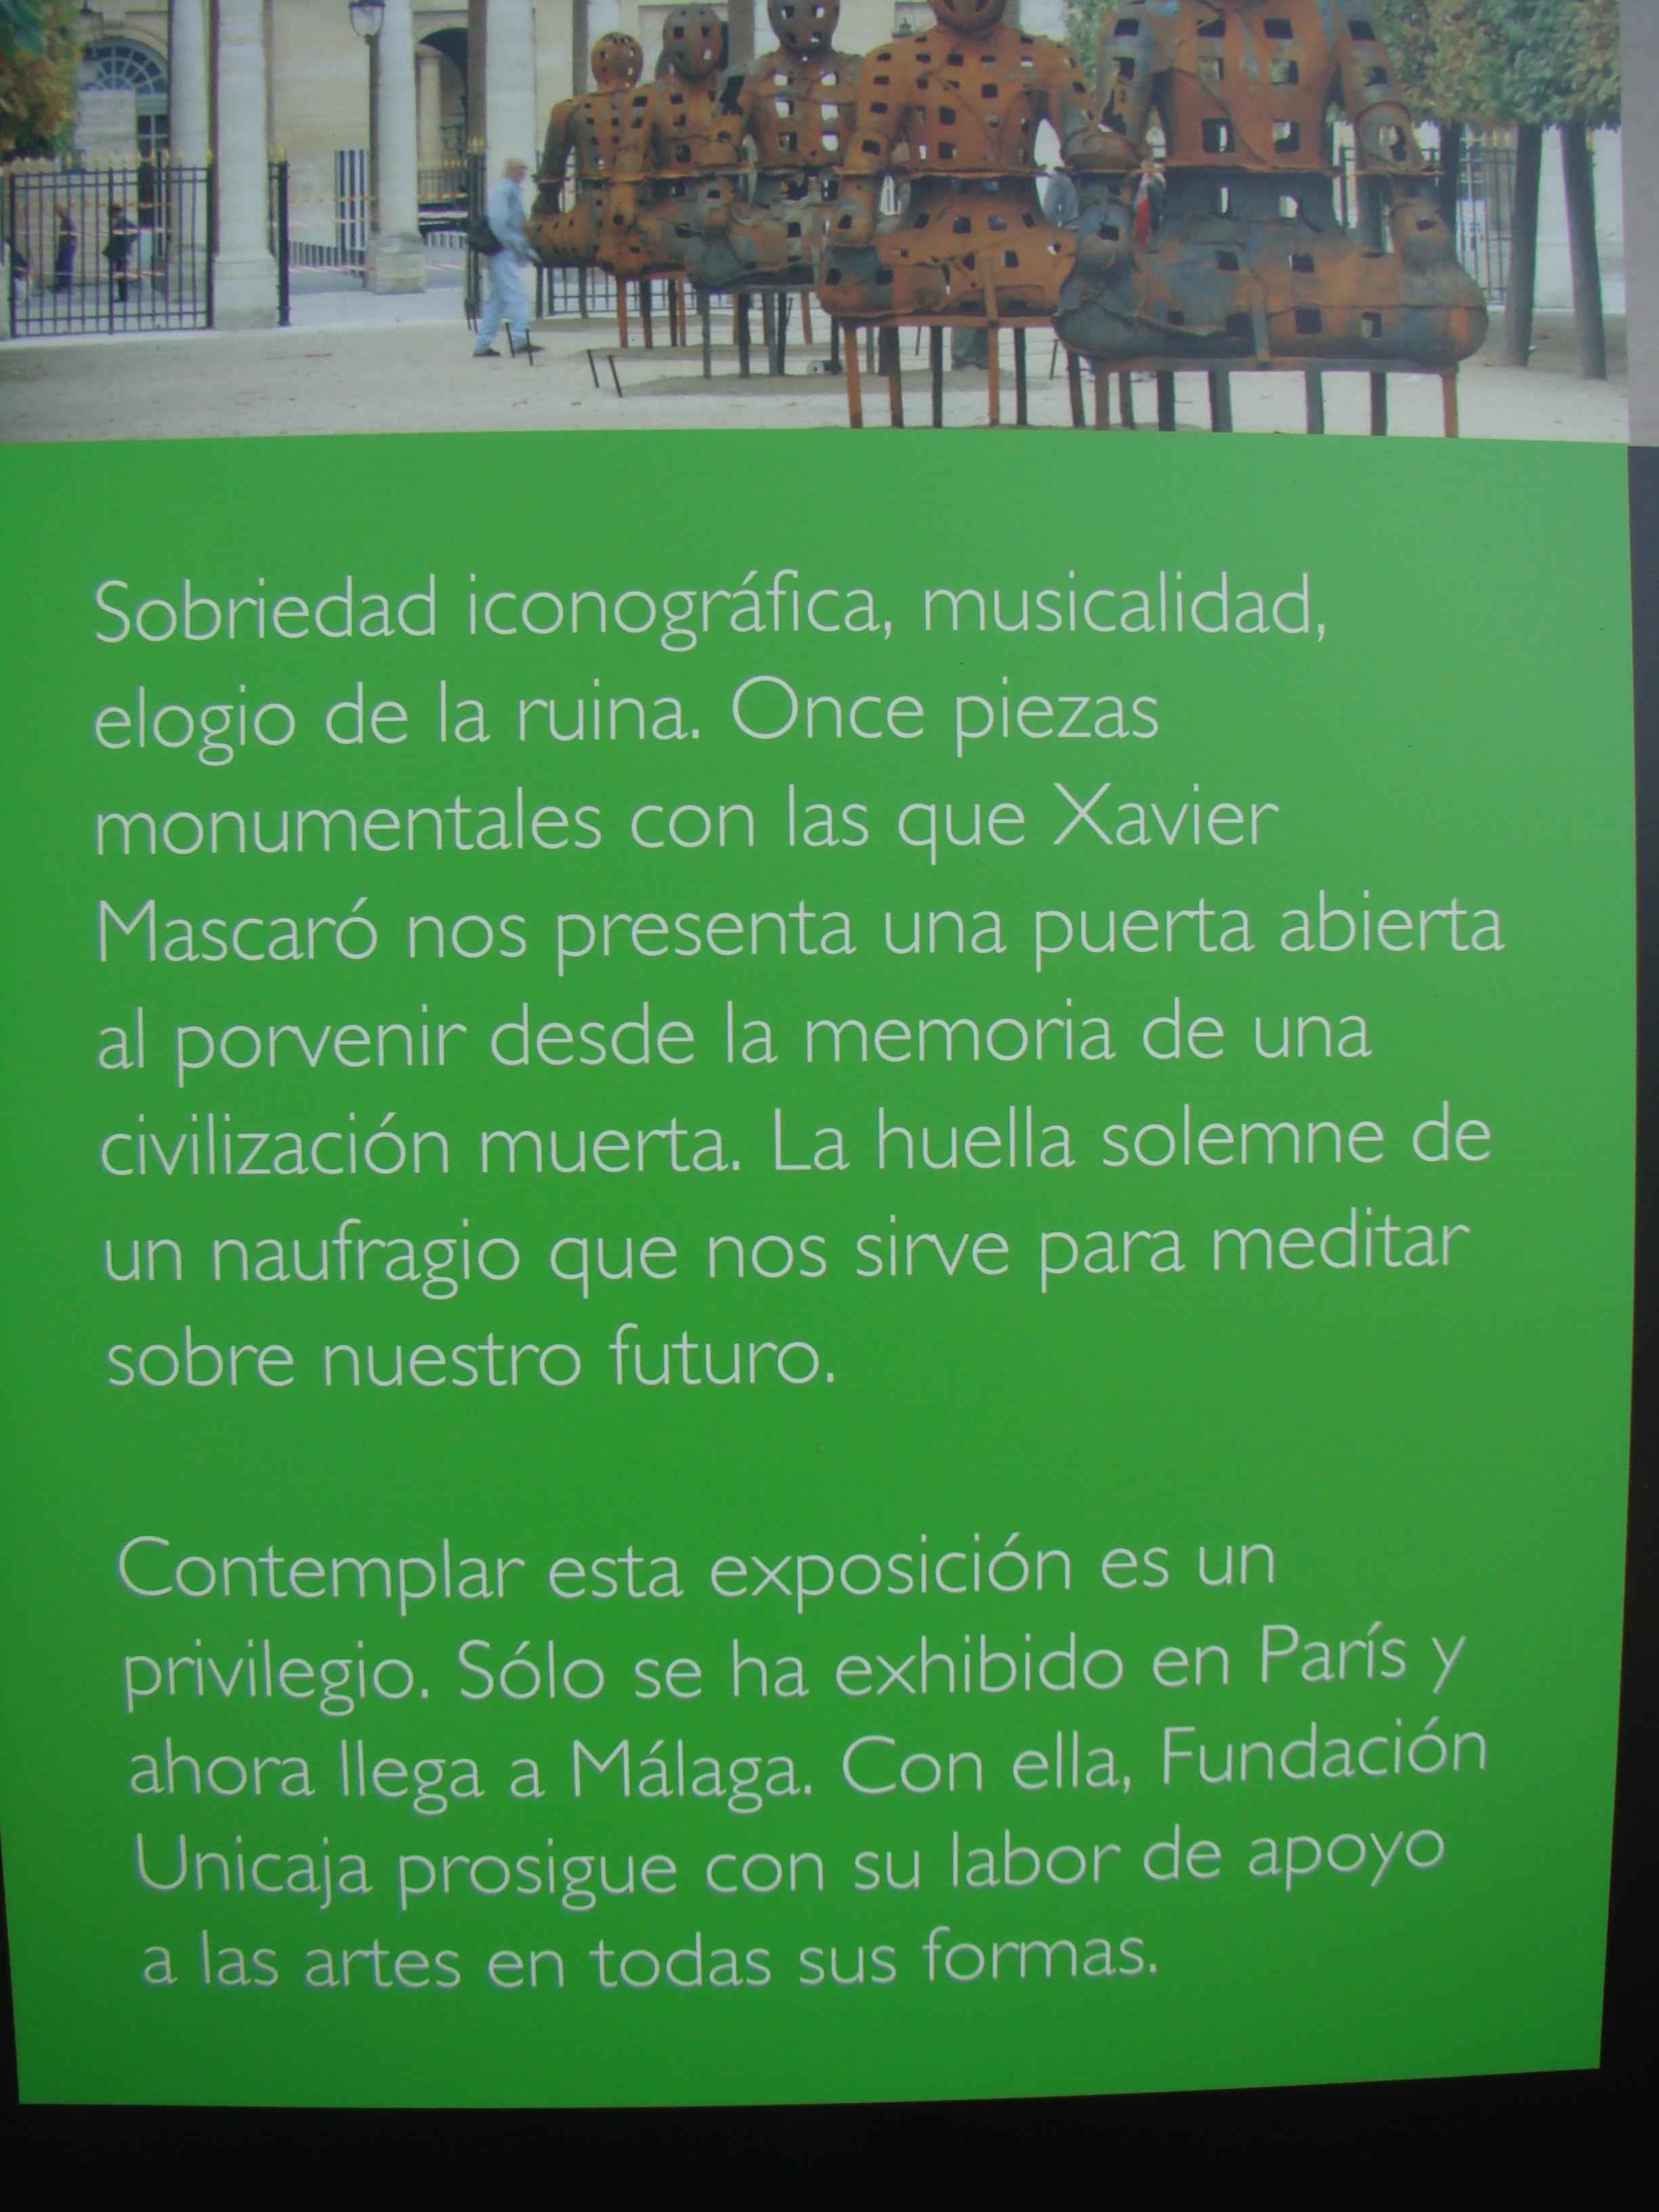 Sobriedad iconográfica, musicalidad,
elogio de la ruina. Once piezas
monumentales con las que Xavier
Mascaró nos presenta una puerta abierta
al porvenir desde la memoria de una
civilización muerta. La huella solemne de
un naufragio que nos sirve para meditar
sobre nuestro futuro.
Contemplar esta exposición es un
privilegio. Sólo se ha exhibido en París y
ahora llega a Málaga. Con ella, Fundación
Unicaja prosigue con su labor de apoyo
a las artes en todas sus formas.